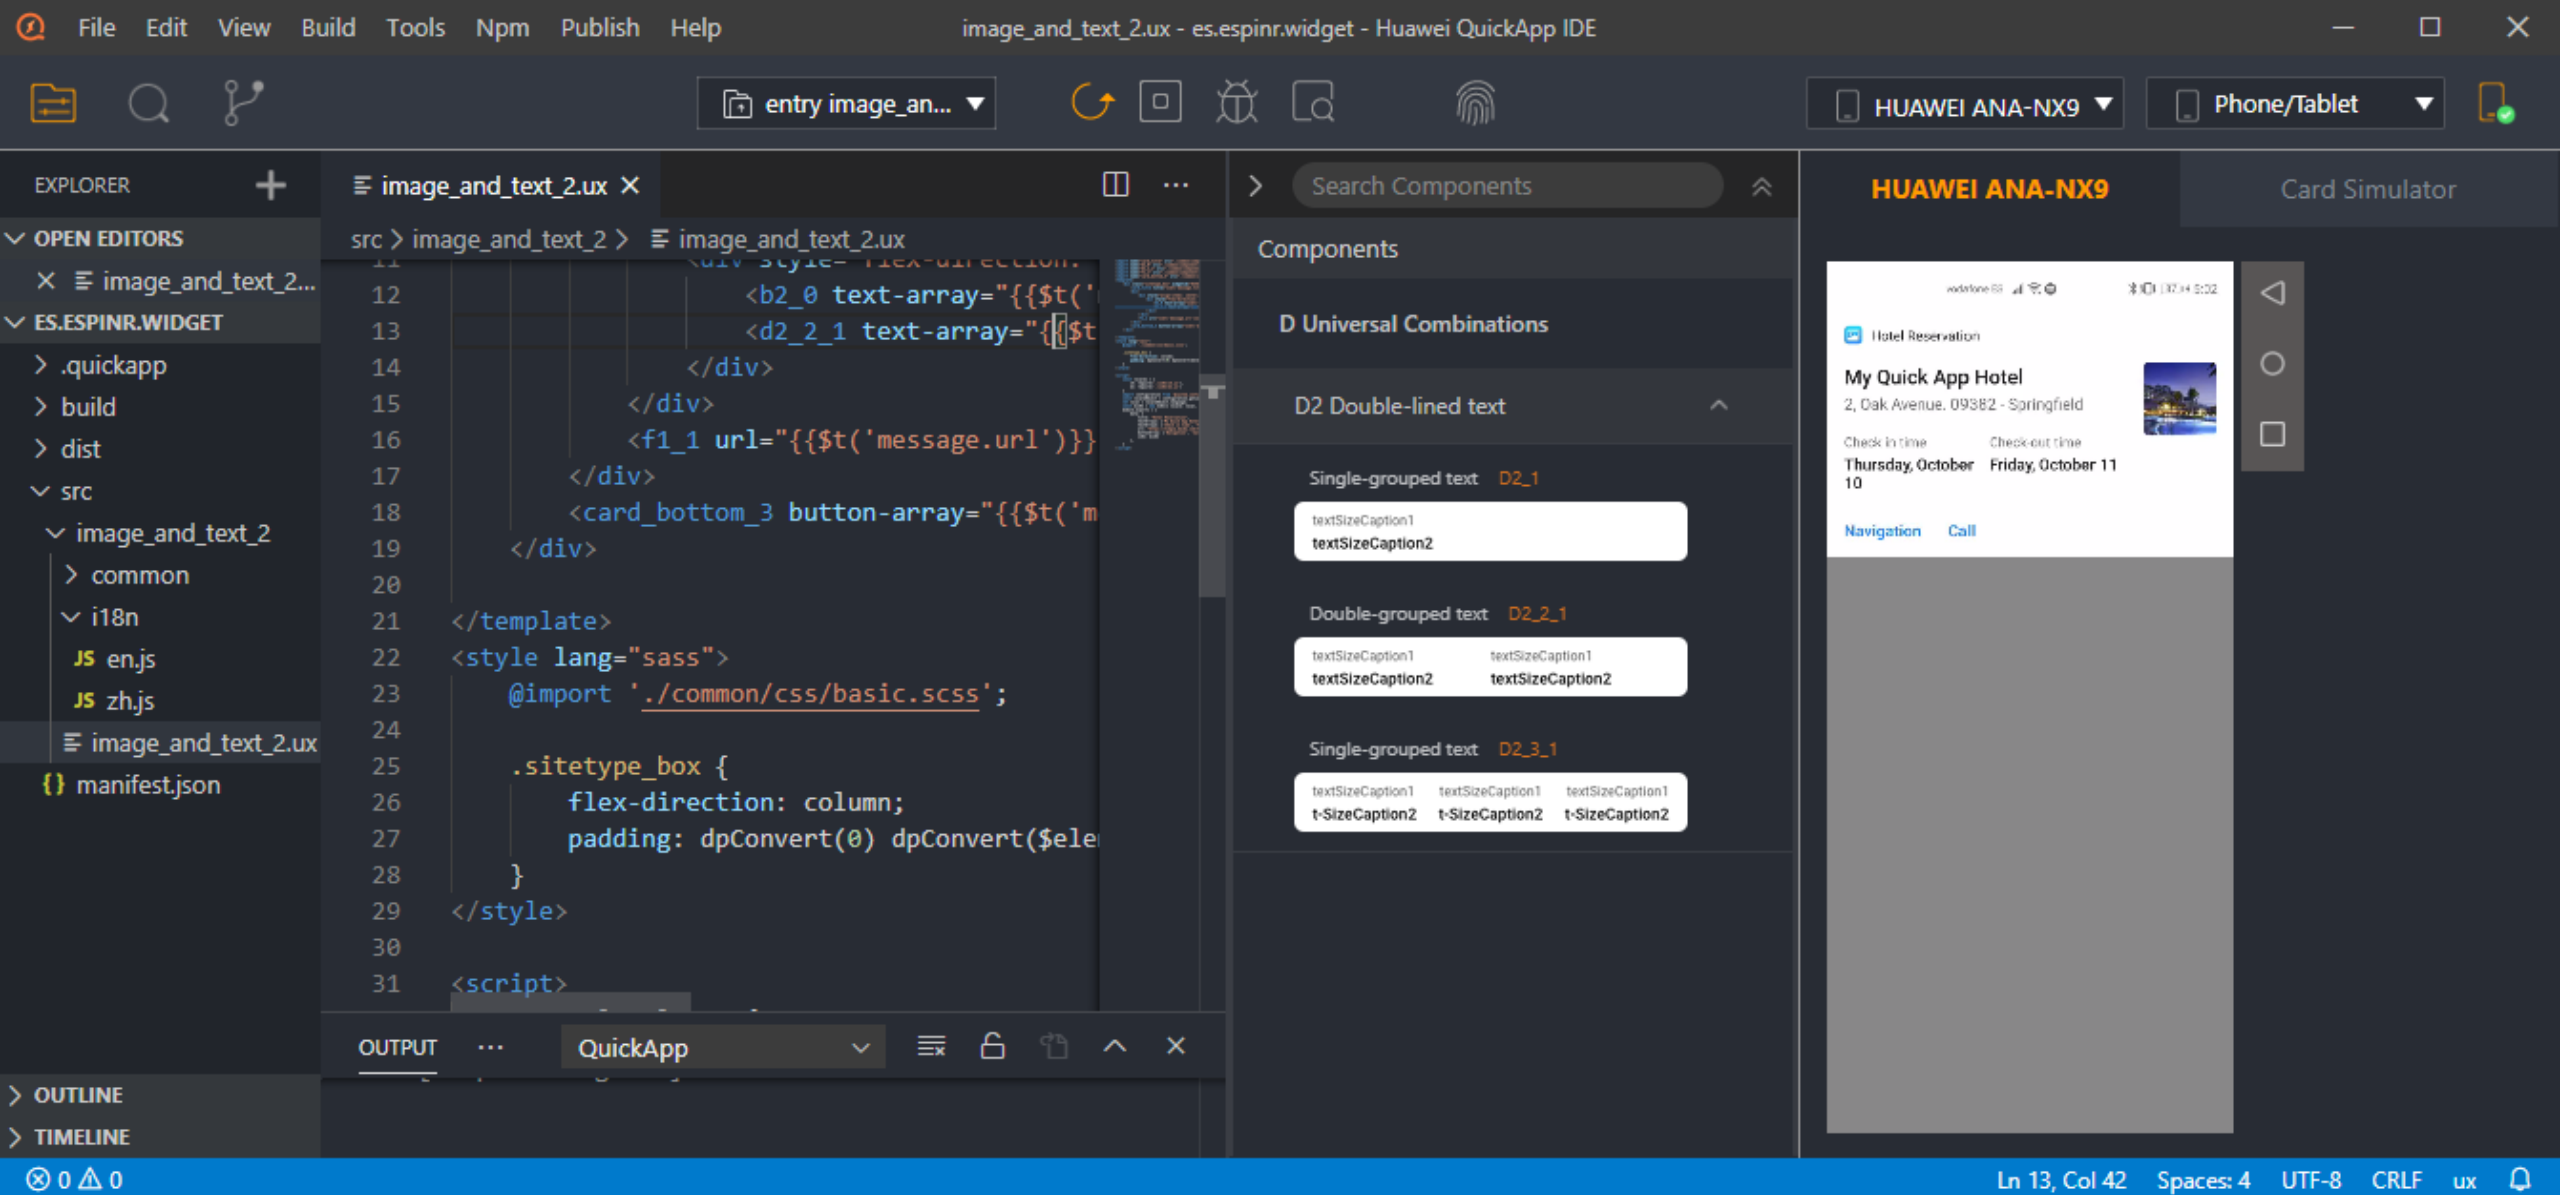 File Edit View Build Tools Npm Publish Help
image_and_text_2.ux - es.espinr.widget - Huawei QuickApp IDE
entry image_an...
HUAWEI ANA-NX9
Phone/Tablet
EXPLORER
OPEN EDITORS
image_and_text_2...
ES.ESPINR.WIDGET
.quickapp
build
dist
src
image_and_text_2
common
i18n
JS en.js
JS zh.js
image_and_text_2.ux
{} manifest.json
OUTLINE
TIMELINE
image_and_text_2.ux
src > image_and_text_2 > image_and_text_2.ux
11 <div style="flex-direction:
12 <b2_0 text-array="{{$t('
13 <d2_2_1 text-array="{{$t
14 </div>
15 </div>
16 <f1_1 url="{{$t('message.url')}}
17 </div>
18 <card_bottom_3 button-array="{{$t('m
19 </div>
20
21 </template>
22 <style lang="sass">
23 @import './common/css/basic.scss';
24
25 .sitetype_box {
26 flex-direction: column;
27 padding: dpConvert(0) dpConvert($ele
28 }
29 </style>
30
31 <script>
OUTPUT ... QuickApp
Search Components
Components
D Universal Combinations
D2 Double-lined text
Single-grouped text D2_1
textSizeCaption1
textSizeCaption2
Double-grouped text D2_2_1
textSizeCaption1 textSizeCaption1
textSizeCaption2 textSizeCaption2
Single-grouped text D2_3_1
textSizeCaption1 textSizeCaption1 textSizeCaption1
t-SizeCaption2 t-SizeCaption2 t-SizeCaption2
HUAWEI ANA-NX9 Card Simulator
Hotel Reservation
My Quick App Hotel
2, Oak Avenue. 09382 - Springfield
Check in time Check-out time
Thursday, October 10 Friday, October 11
Navigation Call
0 0
Ln 13, Col 42 Spaces: 4 UTF-8 CRLF ux